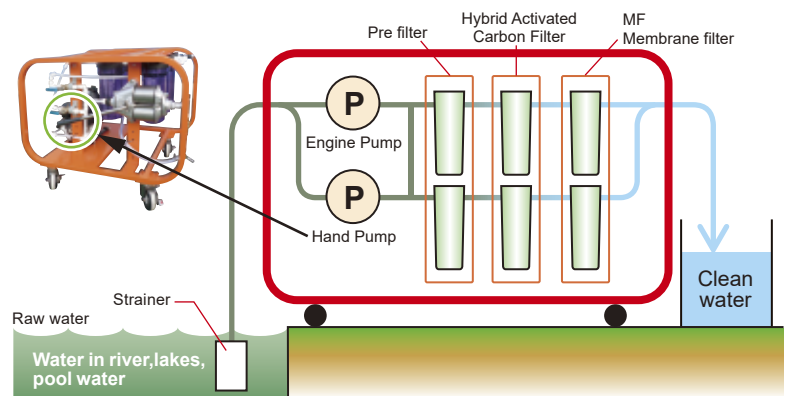 Pre filter
Hybrid Activated
Carbon Filter
MF
Membrane filter
P
Engine Pump
P
Hand Pump
Strainer
Raw water
Water in river,lakes,
pool water
Clean
water